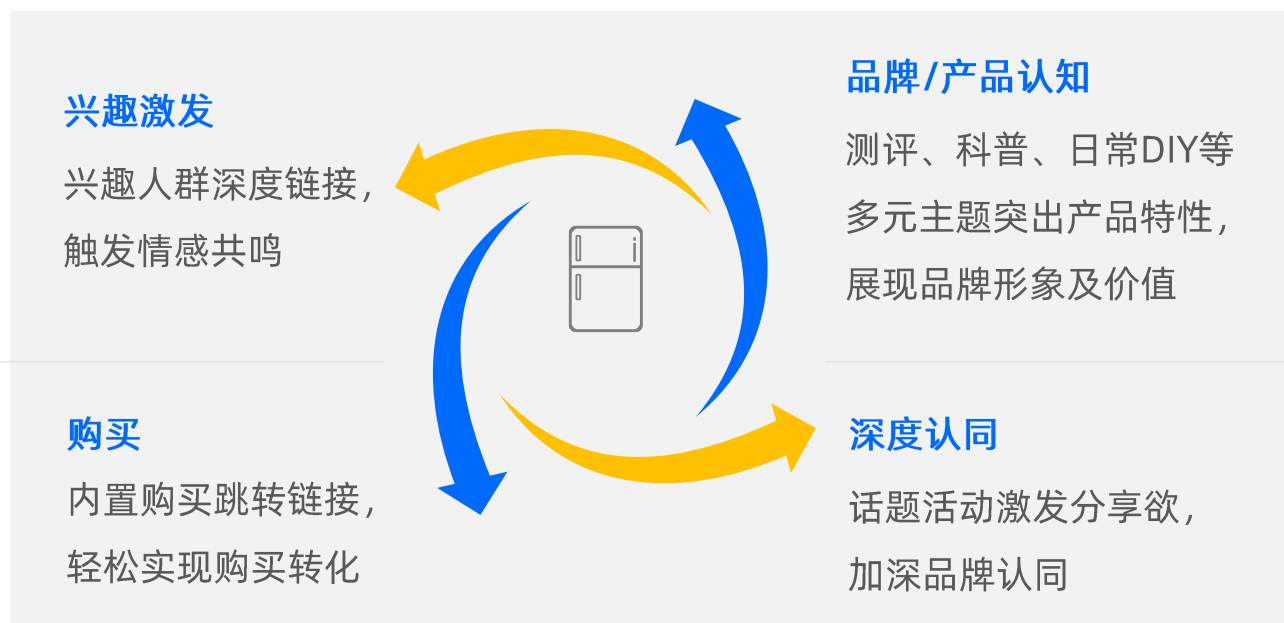 兴趣激发
兴趣人群深度链接，
触发情感共鸣
品牌/产品认知
测评、科普、日常DIY等
多元主题突出产品特性，
展现品牌形象及价值
购买
内置购买跳转链接，
轻松实现购买转化
深度认同
话题活动激发分享欲，
加深品牌认同